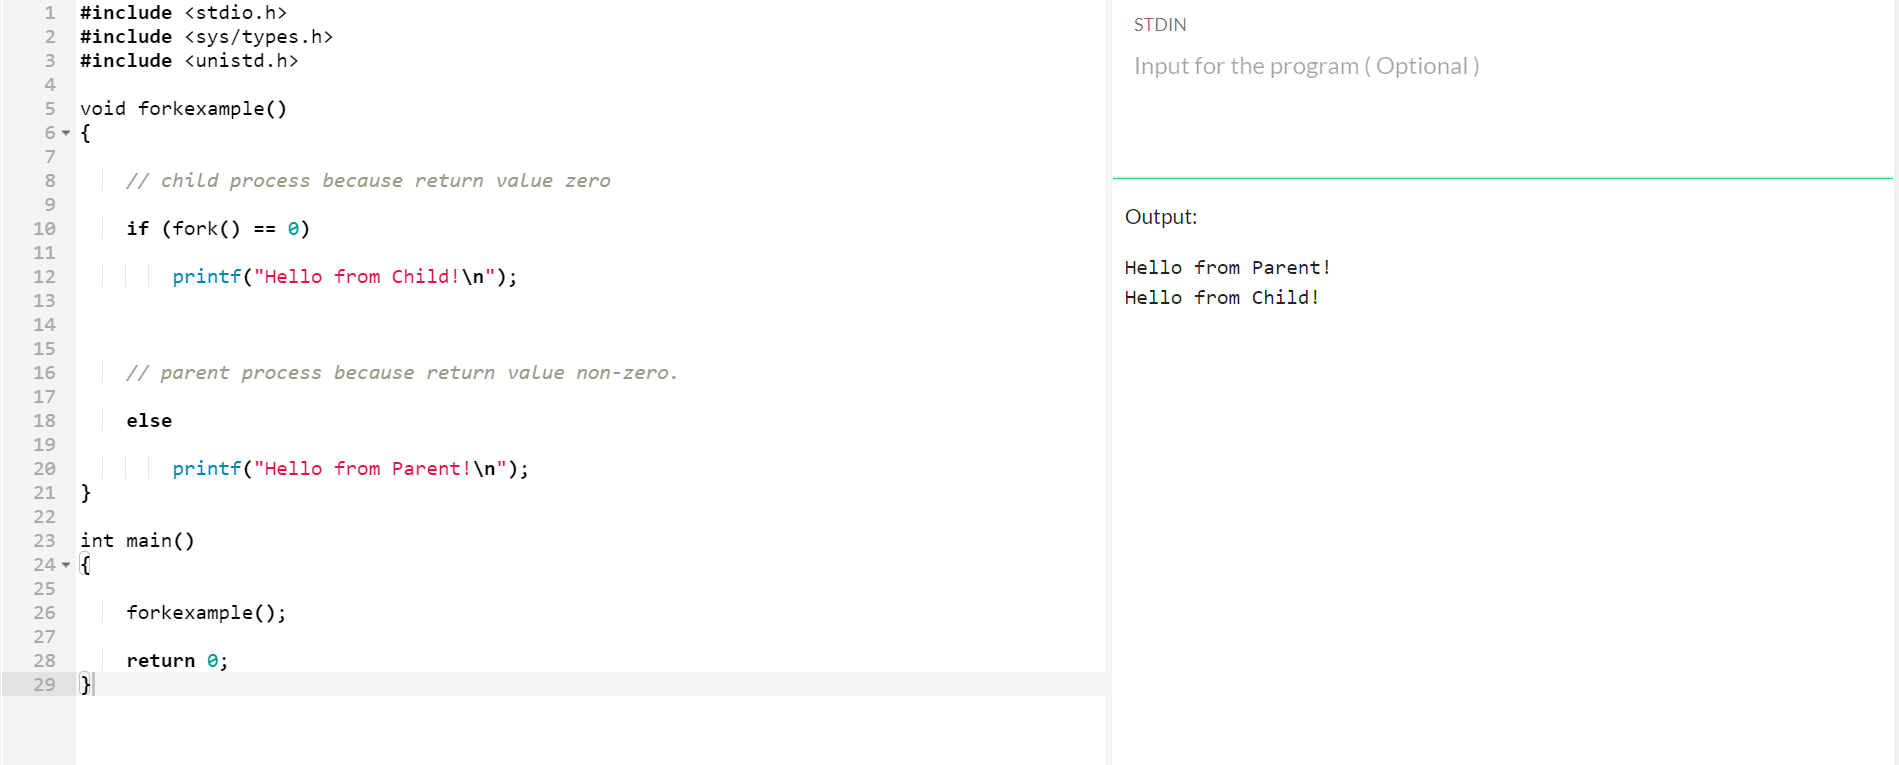 1 #include <stdio.h>
2 #include <sys/types.h>
3 #include <unistd.h>
4
5 void forkexample()
6 {
7
8 // child process because return value zero
9
10 if (fork() == 0)
11
12 printf("Hello from Child!\n");
13
14
15
16 // parent process because return value non-zero.
17
18 else
19
20 printf("Hello from Parent!\n");
21 }
22
23 int main()
24 {
25
26 forkexample();
27
28 return 0;
29 }
STDIN
Input for the program ( Optional )
Output:
Hello from Parent!
Hello from Child!